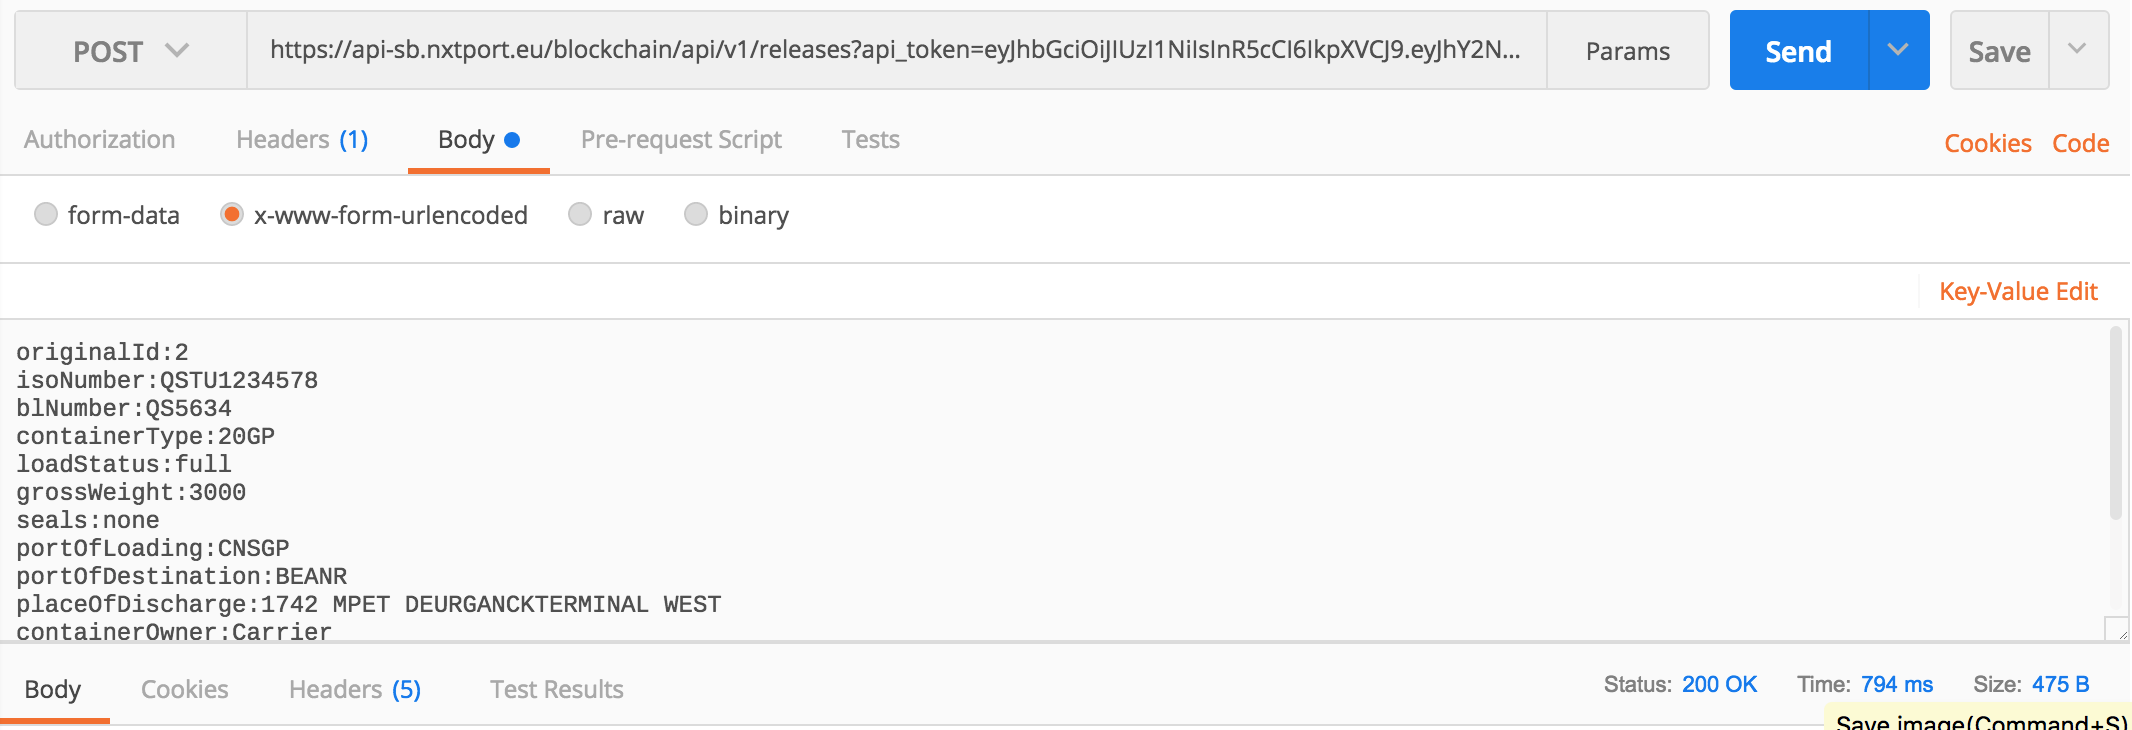 POST https://api-sb.nxtport.eu/blockchain/api/v1/releases?api_token=eyJhbGciOiJIUzI1NiIsInR5cCI6IkpXVCJ9.eyJhY2N... Params Send Save
Authorization Headers (1) Body Pre-request Script Tests Cookies Code
form-data x-www-form-urlencoded raw binary
Key-Value Edit
originalId:2
isoNumber:QSTU1234578
blNumber:QS5634
containerType:20GP
loadStatus:full
grossWeight:3000
seals:none
portOfLoading:CNSGP
portOfDestination:BEANR
placeOfDischarge:1742 MPET DEURGANCKTERMINAL WEST
containerOwner:Carrier
Body Cookies Headers (5) Test Results Status: 200 OK Time: 794 ms Size: 475 B
Save image(Command+S)